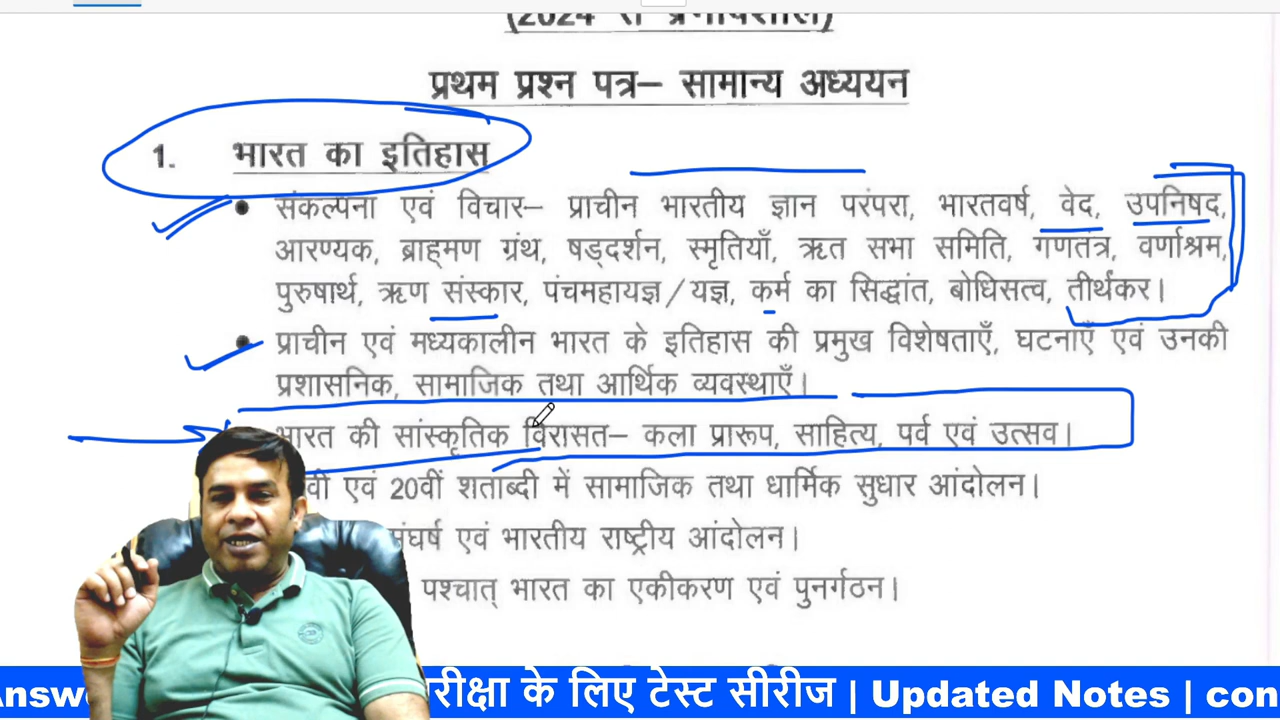 (2024 से प्रभावशील)
प्रथम प्रश्न पत्र– सामान्य अध्ययन
1. भारत का इतिहास
• संकल्पना एवं विचार– प्राचीन भारतीय ज्ञान परंपरा, भारतवर्ष, वेद, उपनिषद,
आरण्यक, ब्राह्मण ग्रंथ, षड्दर्शन, स्मृतियाँ, ऋत सभा समिति, गणतंत्र, वर्णाश्रम,
पुरुषार्थ, ऋण संस्कार, पंचमहायज्ञ/यज्ञ, कर्म का सिद्धांत, बोधिसत्व, तीर्थंकर।
• प्राचीन एवं मध्यकालीन भारत के इतिहास की प्रमुख विशेषताएँ, घटनाएँ एवं उनकी
प्रशासनिक, सामाजिक तथा आर्थिक व्यवस्थाएँ।
भारत की सांस्कृतिक विरासत– कला प्रारूप, साहित्य, पर्व एवं उत्सव।
वीं एवं 20वीं शताब्दी में सामाजिक तथा धार्मिक सुधार आंदोलन।
संघर्ष एवं भारतीय राष्ट्रीय आंदोलन।
पश्चात् भारत का एकीकरण एवं पुनर्गठन।
Answ रीक्षा के लिए टेस्ट सीरीज | Updated Notes | con